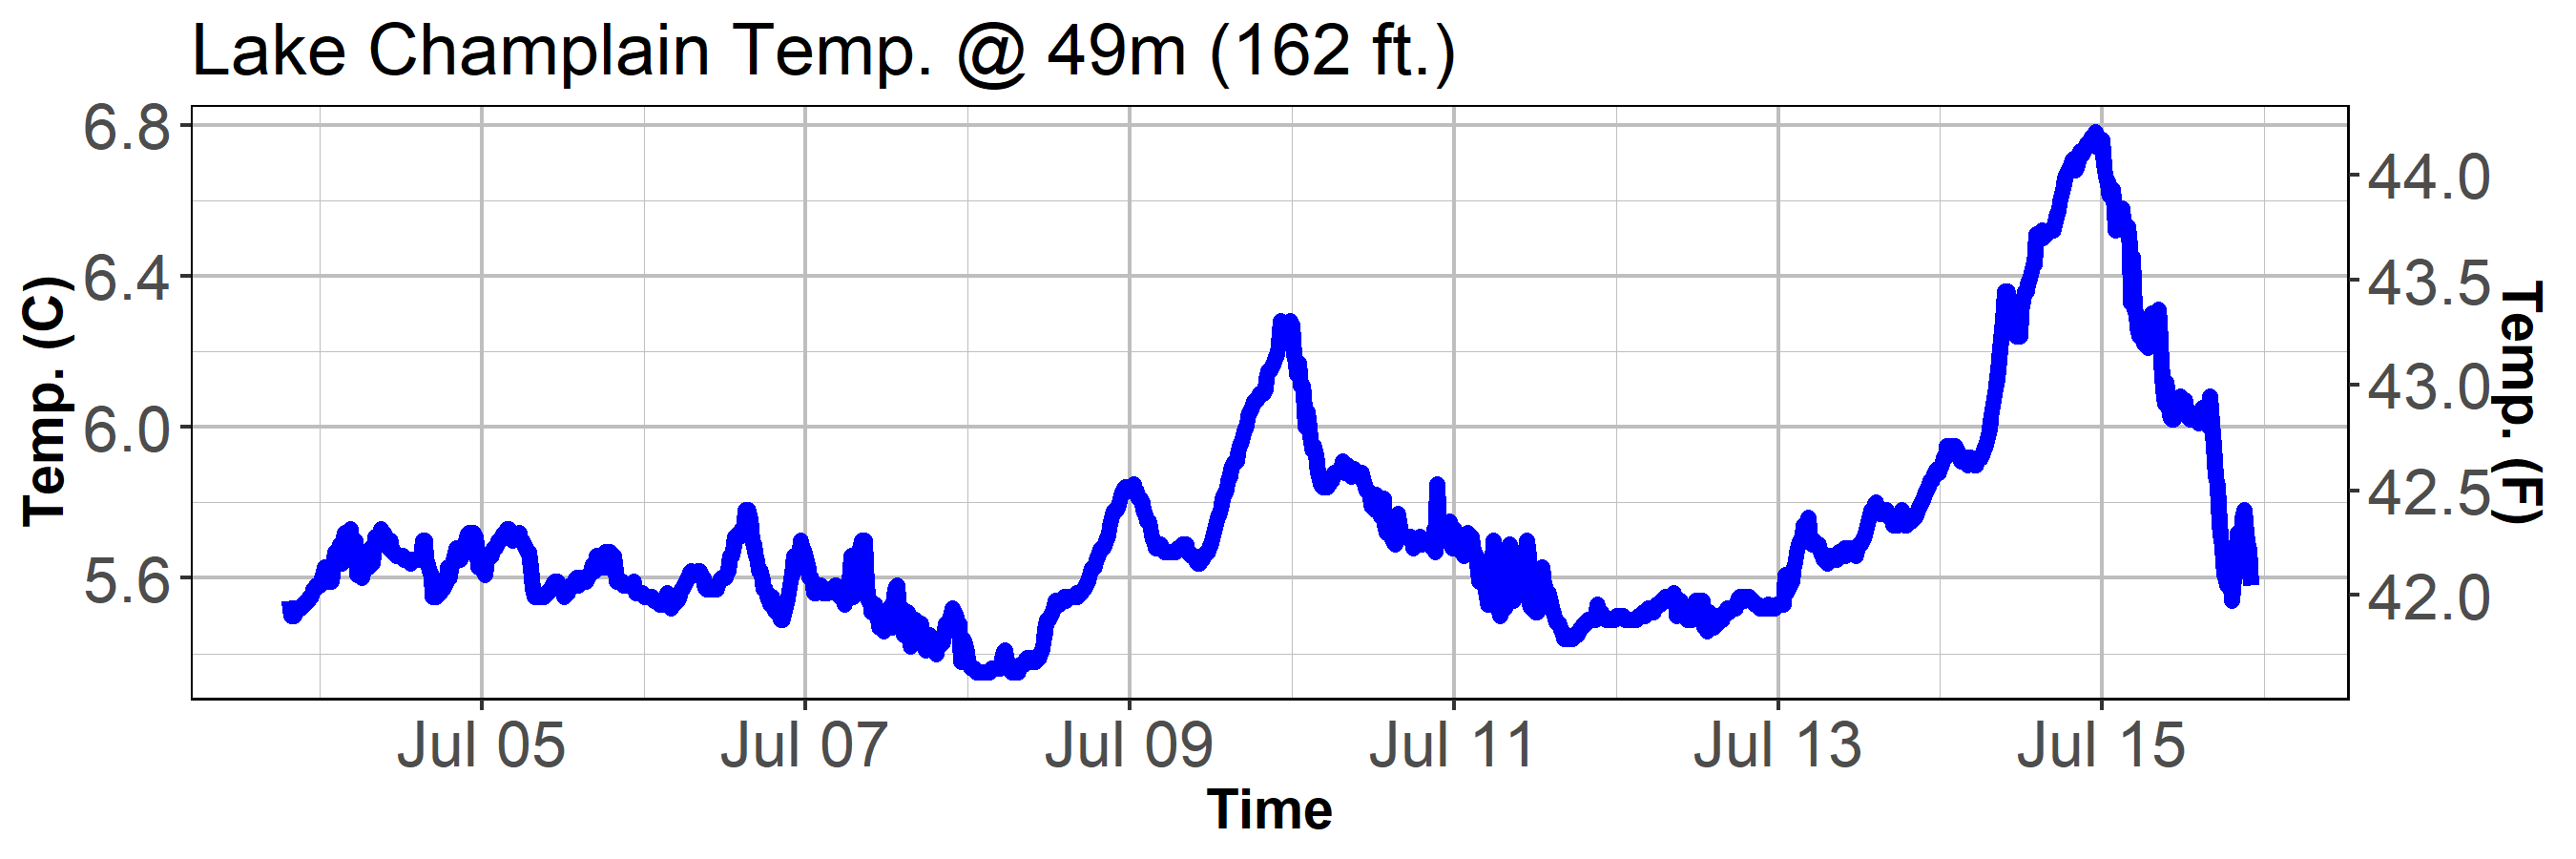 Lake Champlain Temp. @ 49m (162 ft.)
Temp. (C)
6.8
6.4
6.0
5.6
44.0
43.5
43.0
42.5
42.0
Temp. (F)
Jul 05 Jul 07 Jul 09 Jul 11 Jul 13 Jul 15
Time